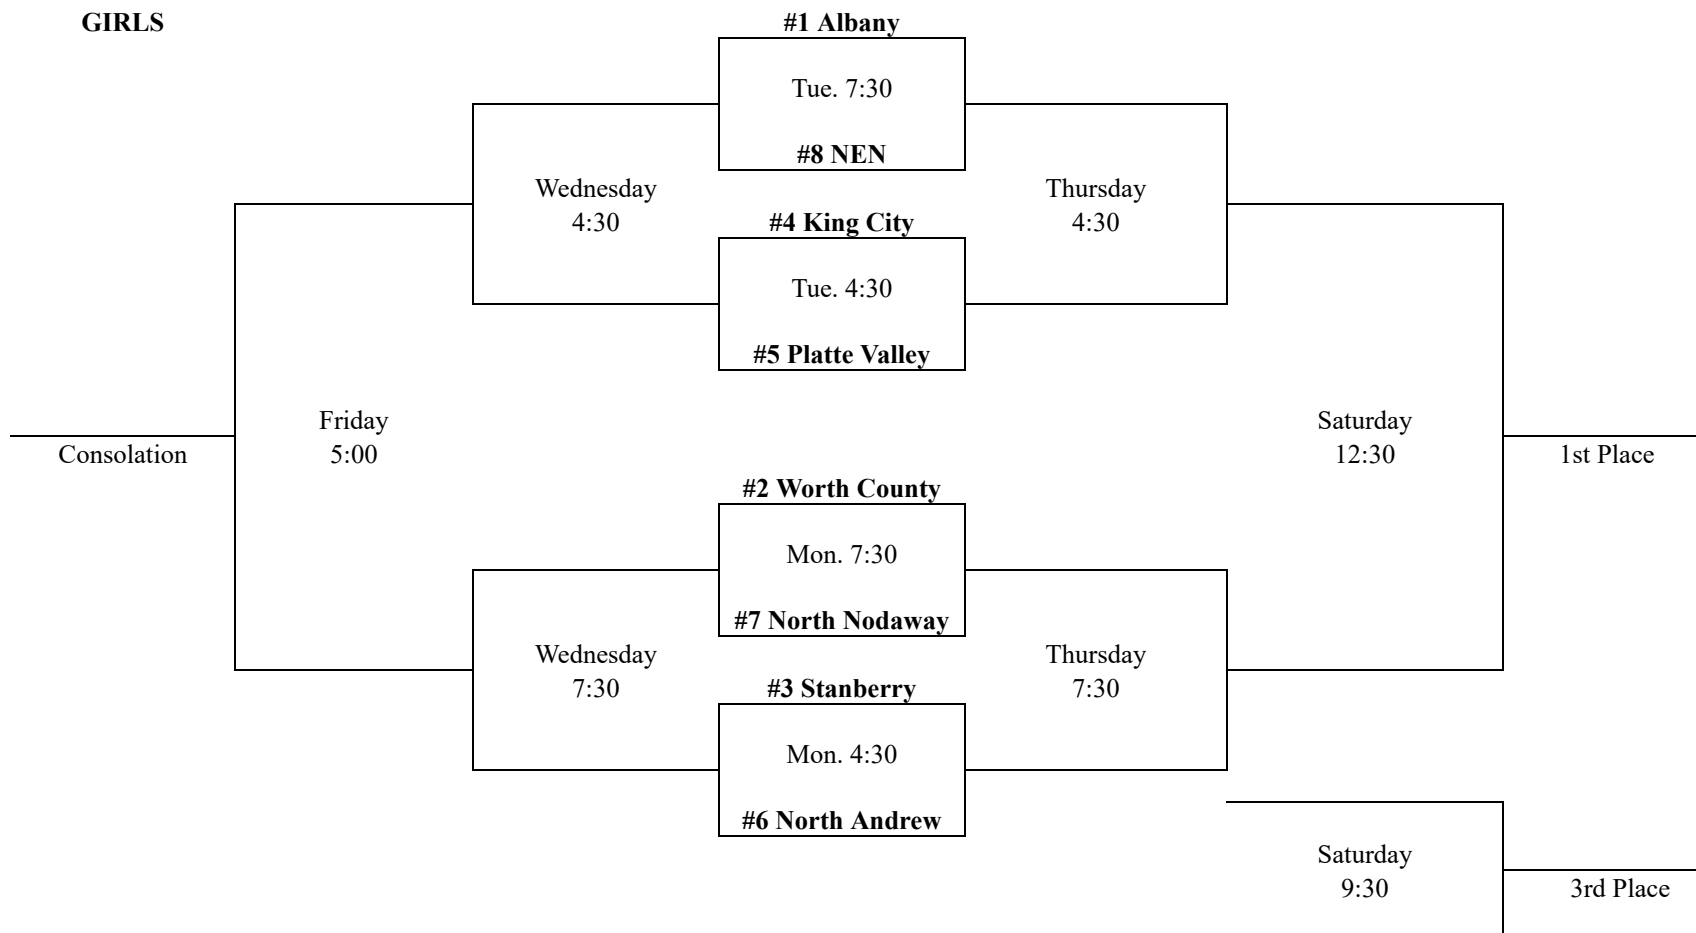 GIRLS
#1 Albany
Tue. 7:30
#8 NEN
Wednesday
4:30
Thursday
4:30
#4 King City
Tue. 4:30
#5 Platte Valley
Friday
5:00
Consolation
Saturday
12:30
1st Place
#2 Worth County
Mon. 7:30
#7 North Nodaway
Wednesday
7:30
Thursday
7:30
#3 Stanberry
Mon. 4:30
#6 North Andrew
Saturday
9:30
3rd Place